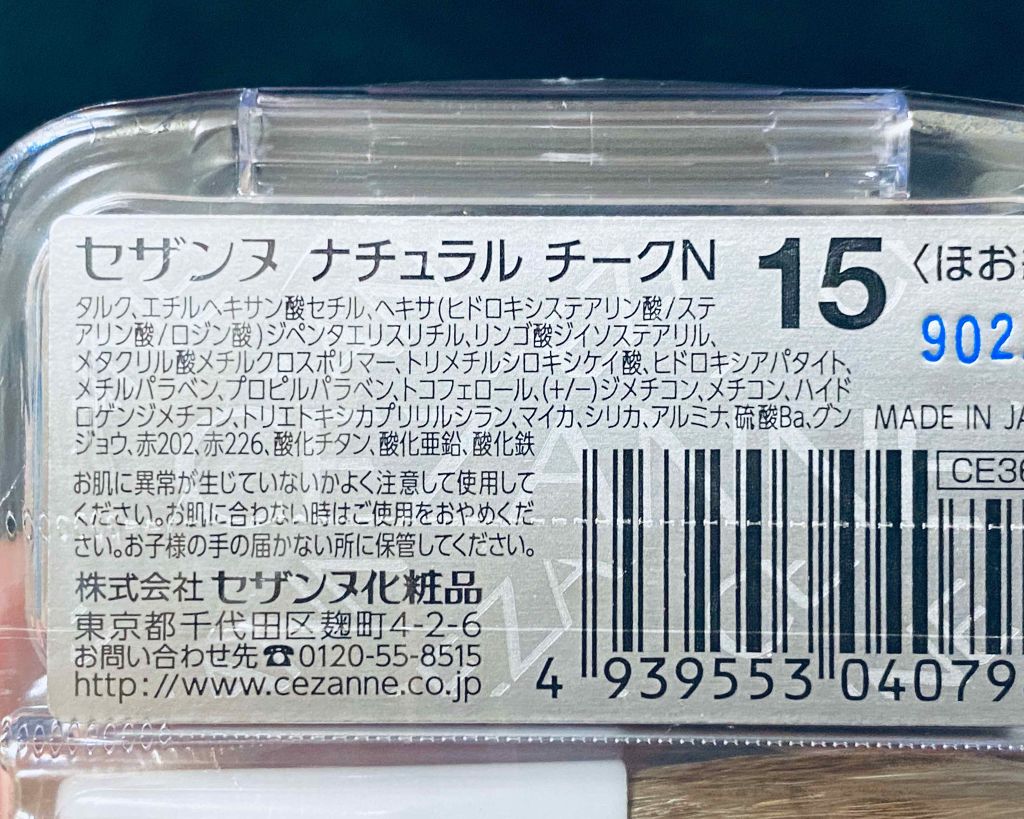 セザンヌ ナチュラル チークN 15 〈ほお
902
タルク、エチルヘキサン酸セチル、ヘキサ(ヒドロキシステアリン酸/ステ
アリン酸/ロジン酸)ジペンタエリスリチル、リンゴ酸ジイソステアリル、
メタクリル酸メチルクロスポリマー、トリメチルシロキシケイ酸、ヒドロキシアパタイト、
メチルパラベン、プロピルパラベン、トコフェロール、(+/−)ジメチコン、メチコン、ハイド
ロゲンジメチコン、トリエトキシカプリリルシラン、マイカ、シリカ、アルミナ、硫酸Ba、グン
ジョウ、赤202、赤226、酸化チタン、酸化亜鉛、酸化鉄
MADE IN JA
CE36
お肌に異常が生じていないかよく注意して使用して
ください。お肌に合わない時はご使用をおやめくだ
さい。お子様の手の届かない所に保管してください。
株式会社 セザンヌ化粧品
東京都千代田区麹町4-2-6
お問い合わせ先☎0120-55-8515
http://www.cezanne.co.jp
4 939553 04079